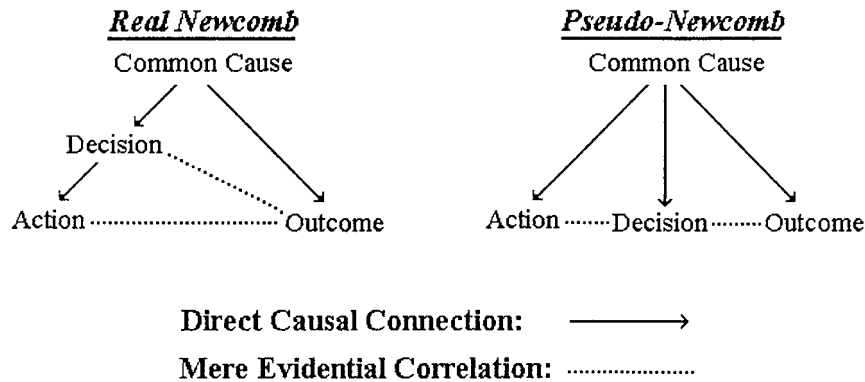 Real Newcomb
Common Cause
Decision
Action
Outcome
Pseudo-Newcomb
Common Cause
Action
Decision
Outcome
Direct Causal Connection:
Mere Evidential Correlation: